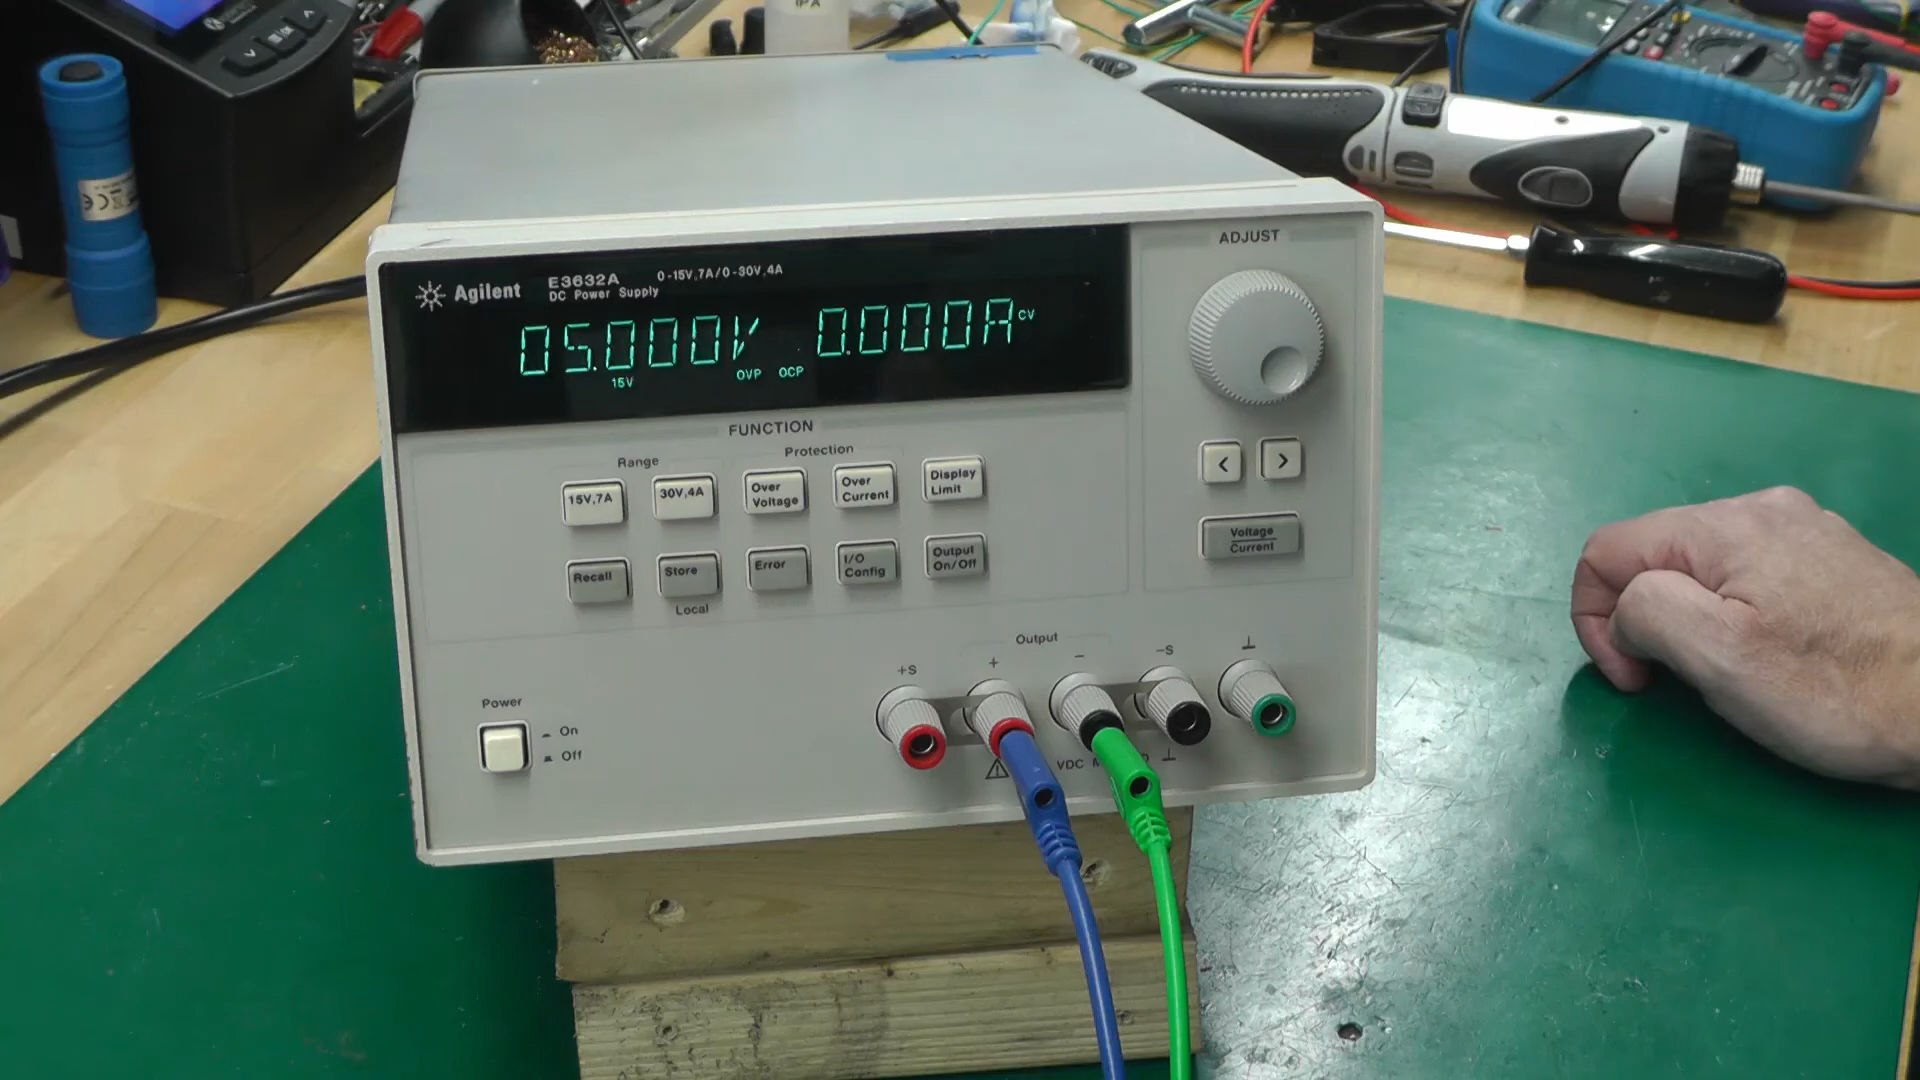 IPA
CE
Agilent
E3632A 0-15V,7A/0-30V,4A
DC Power Supply
05.000V 0.000A CV
15V OVP OCP
ADJUST
FUNCTION
Range
Protection
15V,7A
30V,4A
Over
Voltage
Over
Current
Display
Limit
< >
Voltage
Current
Recall
Store
Error
I/O
Config
Output
On/Off
Local
Output
+S + - -S ⊥
Power
On
Off
VDC